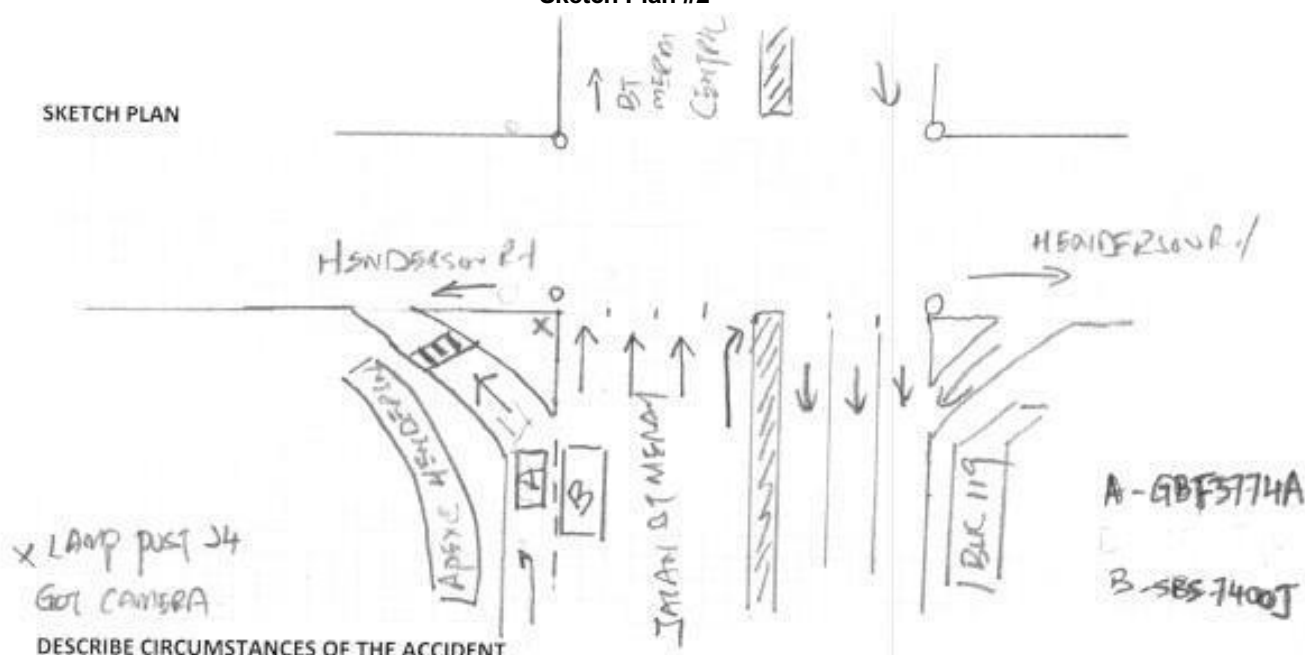 Sketch Plan #2
SKETCH PLAN
BT
MERAH
CENTRAL
HENDERSON Rd
HENDERSON Rd
APEX @ HENDERSON
A
B
JALAN BT MERAH
BLK 119
A - GBF3774A
B - SBS 7400J
X LAMP POST 24
GOT CAMERA
DESCRIBE CIRCUMSTANCES OF THE ACCIDENT